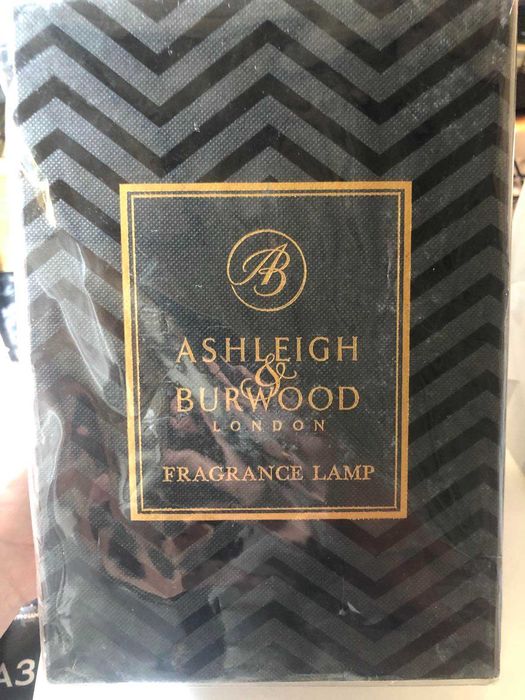 AB
ASHLEIGH
&
BURWOOD
LONDON
FRAGRANCE LAMP
A3